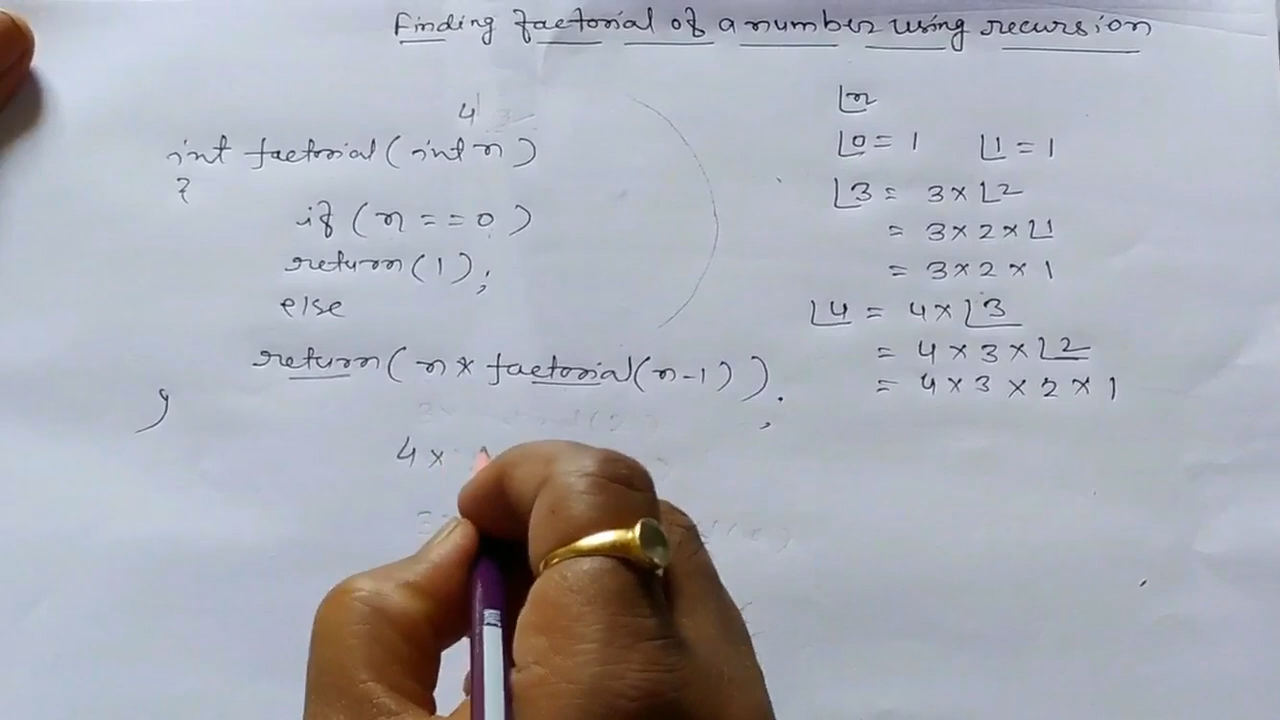 Finding factorial of a number using recursion
4
int factorial(int n)
{
if (n == 0)
return(1);
else
return(n * factorial(n-1));
}
4 ×
⌊n
⌊0 = 1 ⌊1 = 1
⌊3 = 3 × ⌊2
= 3 × 2 × ⌊1
= 3 × 2 × 1
⌊4 = 4 × ⌊3
= 4 × 3 × ⌊2
= 4 × 3 × 2 × 1